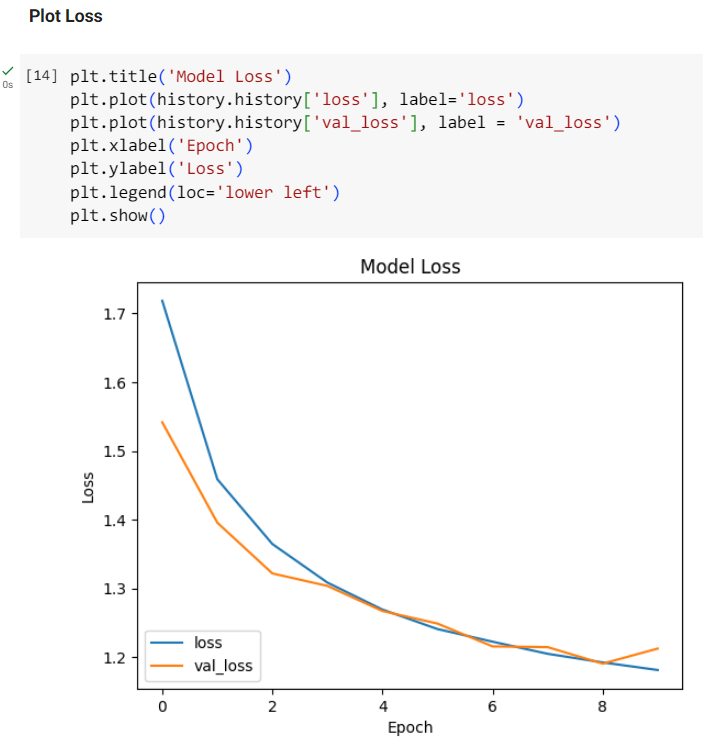 Plot Loss
[14] plt.title('Model Loss')
0s
plt.plot(history.history['loss'], label='loss')
plt.plot(history.history['val_loss'], label = 'val_loss')
plt.xlabel('Epoch')
plt.ylabel('Loss')
plt.legend(loc='lower left')
plt.show()
Model Loss
1.7
1.6
1.5
1.4
1.3
1.2
Loss
loss
val_loss
0 2 4 6 8
Epoch